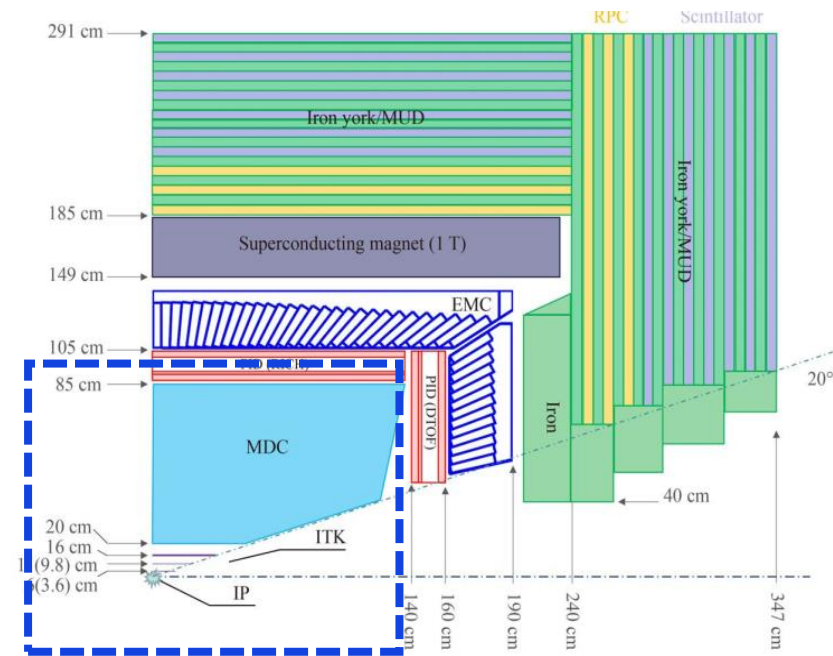 RPC Scintillator
291 cm
Iron york/MUD
185 cm
Superconducting magnet (1 T)
149 cm
Iron york/MUD
EMC
105 cm
PID (RICH)
85 cm
20°
PID (DTOF)
Iron
MDC
40 cm
20 cm
16 cm
ITK
(9.8) cm
(3.6) cm
IP
140 cm
160 cm
190 cm
240 cm
347 cm